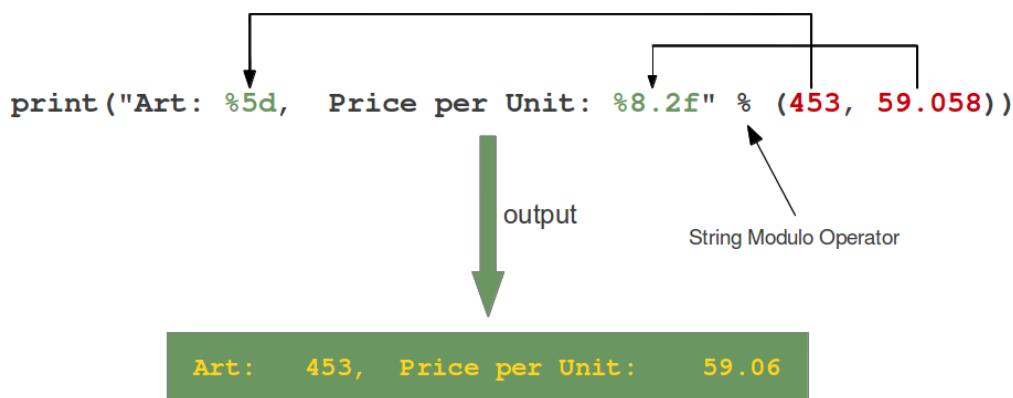 print("Art: %5d,  Price per Unit: %8.2f" % (453, 59.058))
output
String Modulo Operator
Art:   453,  Price per Unit:    59.06